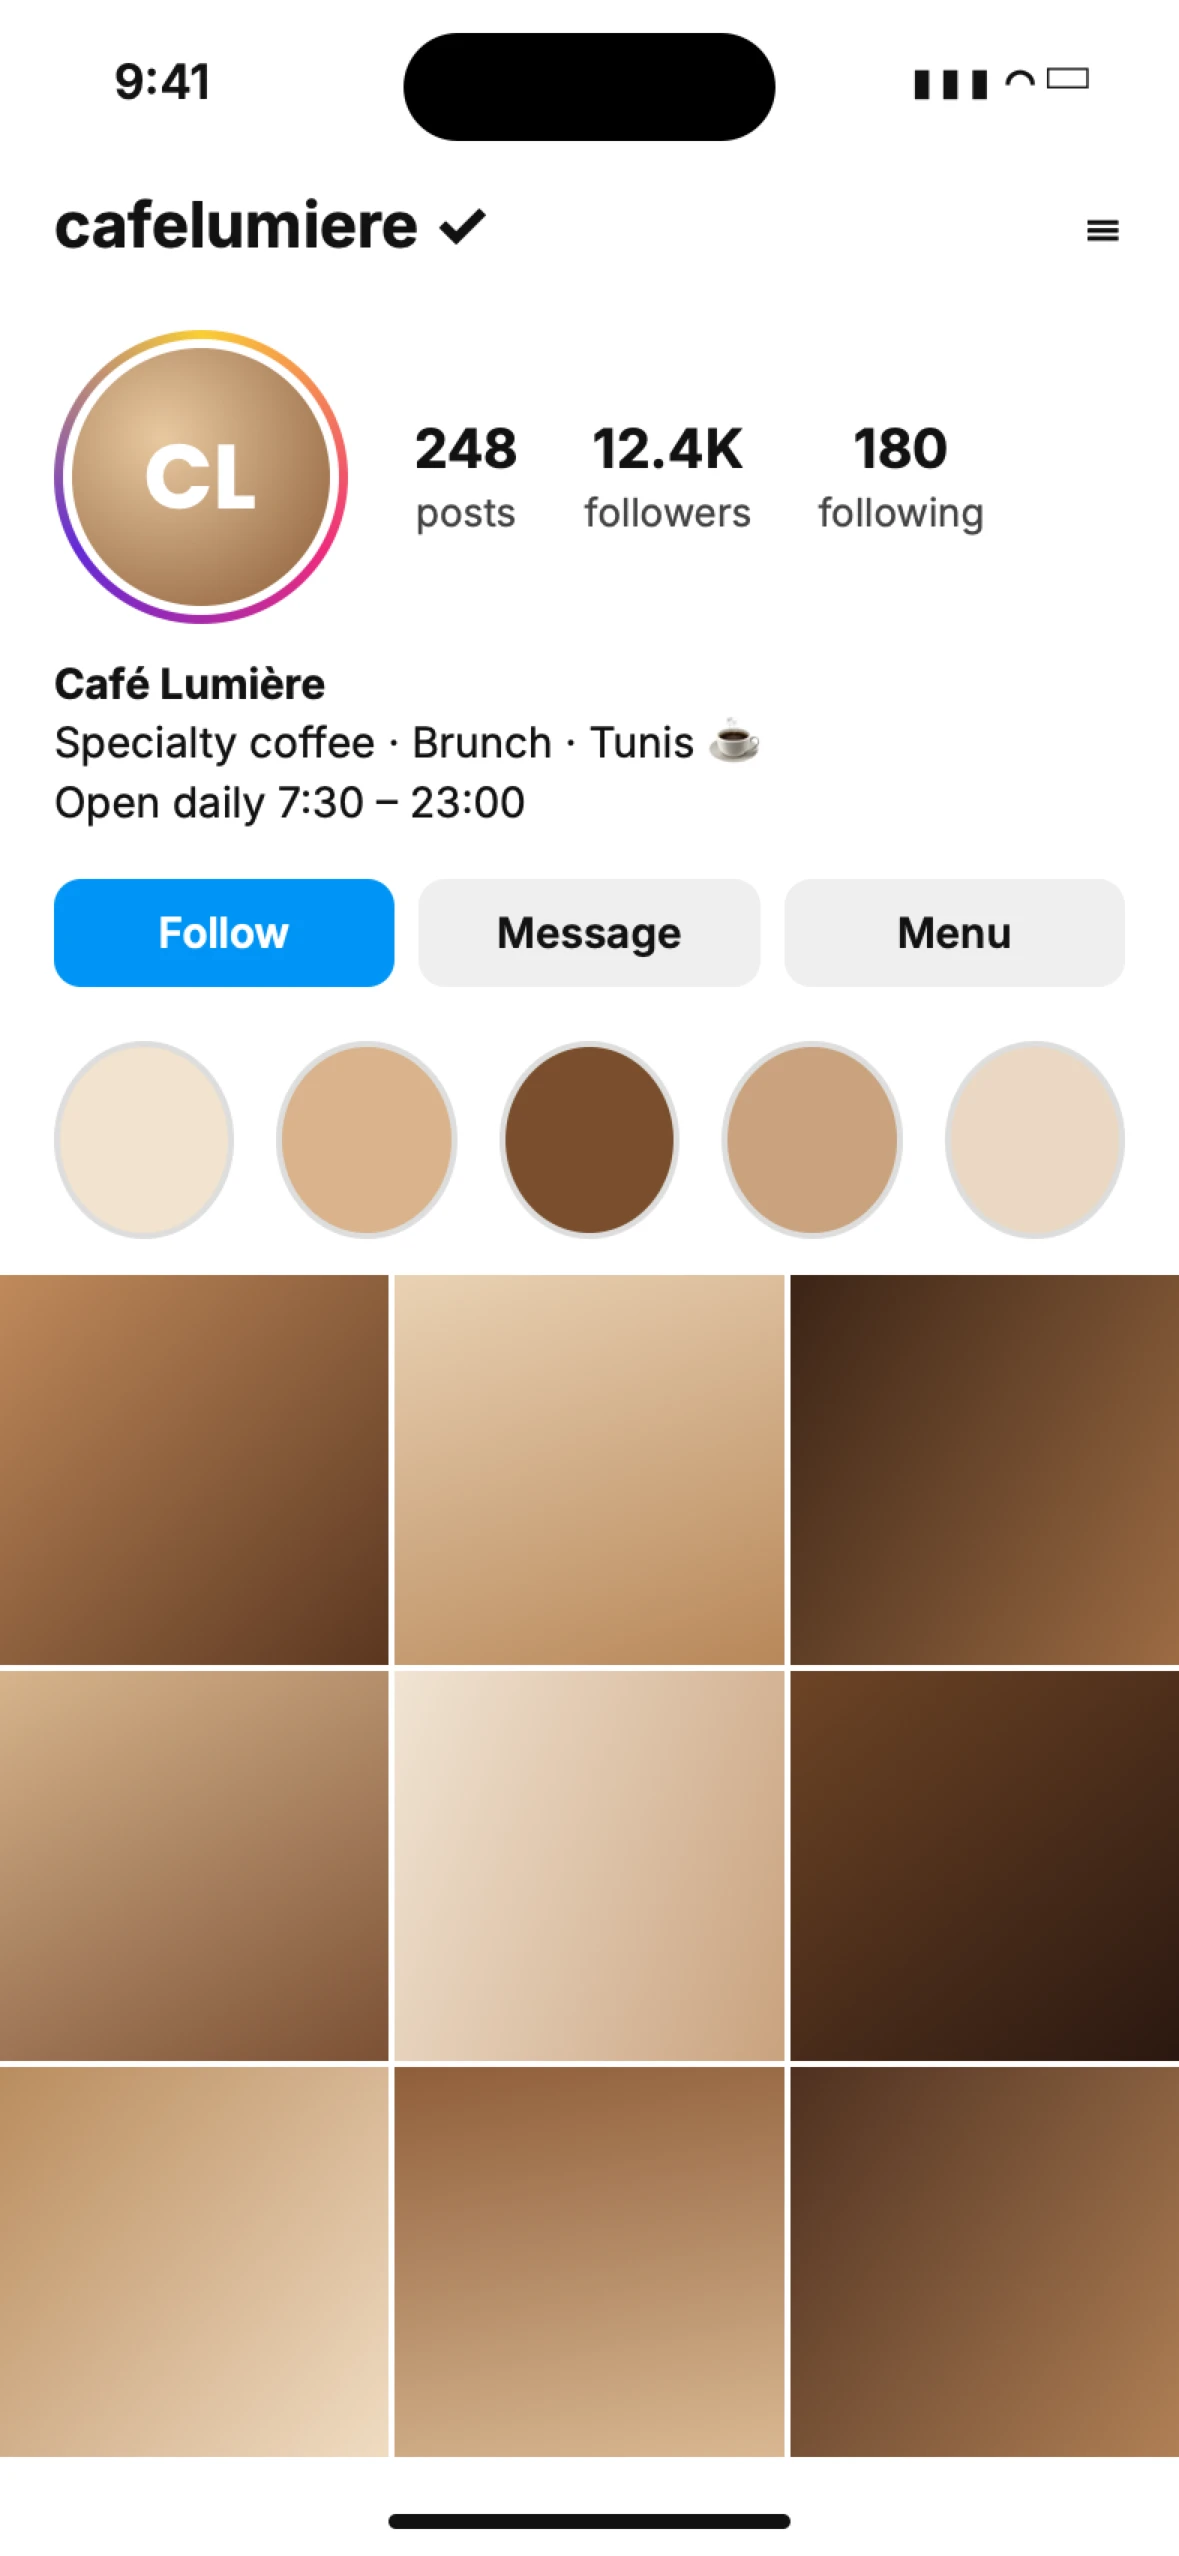 9:41
cafelumiere ✔
CL
248 12.4K 180
posts followers following
Café Lumière
Specialty coffee · Brunch · Tunis ☕
Open daily 7:30 – 23:00
Follow Message Menu